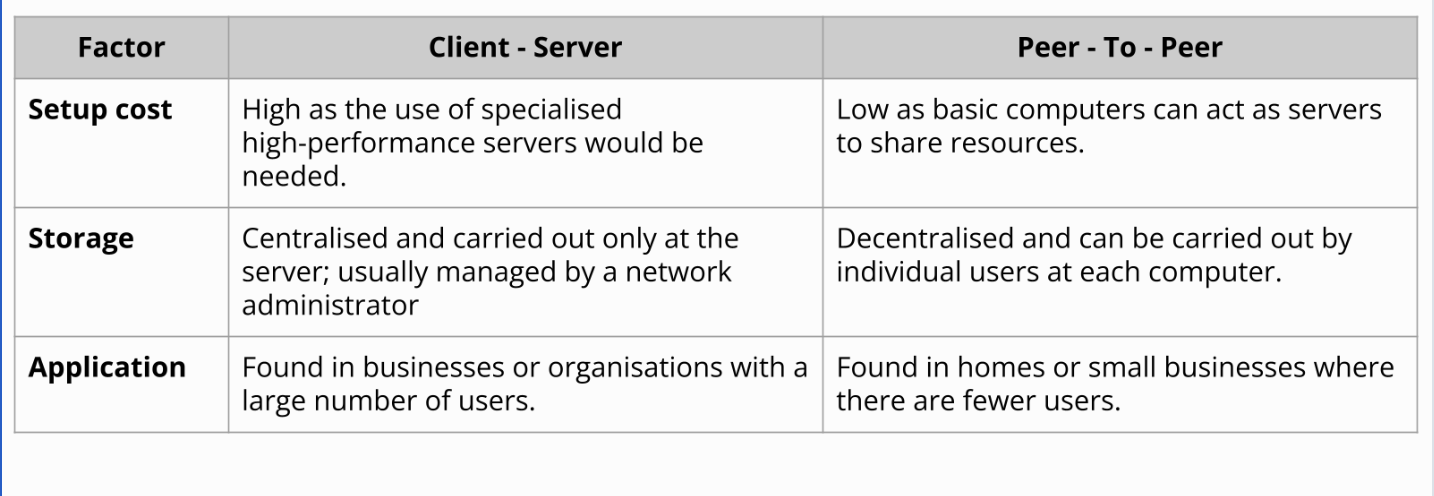 Factor
Client - Server
Peer - To - Peer
Setup cost
High as the use of specialised
high-performance servers would be
needed.
Low as basic computers can act as servers
to share resources.
Storage
Centralised and carried out only at the
server; usually managed by a network
administrator
Decentralised and can be carried out by
individual users at each computer.
Application
Found in businesses or organisations with a
large number of users.
Found in homes or small businesses where
there are fewer users.